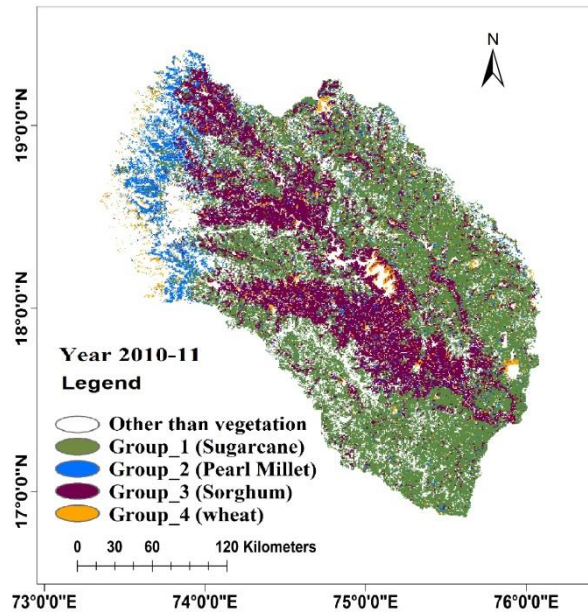 N
19°0'0"N
18°0'0"N
Year 2010-11
Legend
Other than vegetation
Group_1 (Sugarcane)
Group_2 (Pearl Millet)
Group_3 (Sorghum)
Group_4 (wheat)
17°0'0"N
0 30 60 120 Kilometers
73°0'0"E 74°0'0"E 75°0'0"E 76°0'0"E